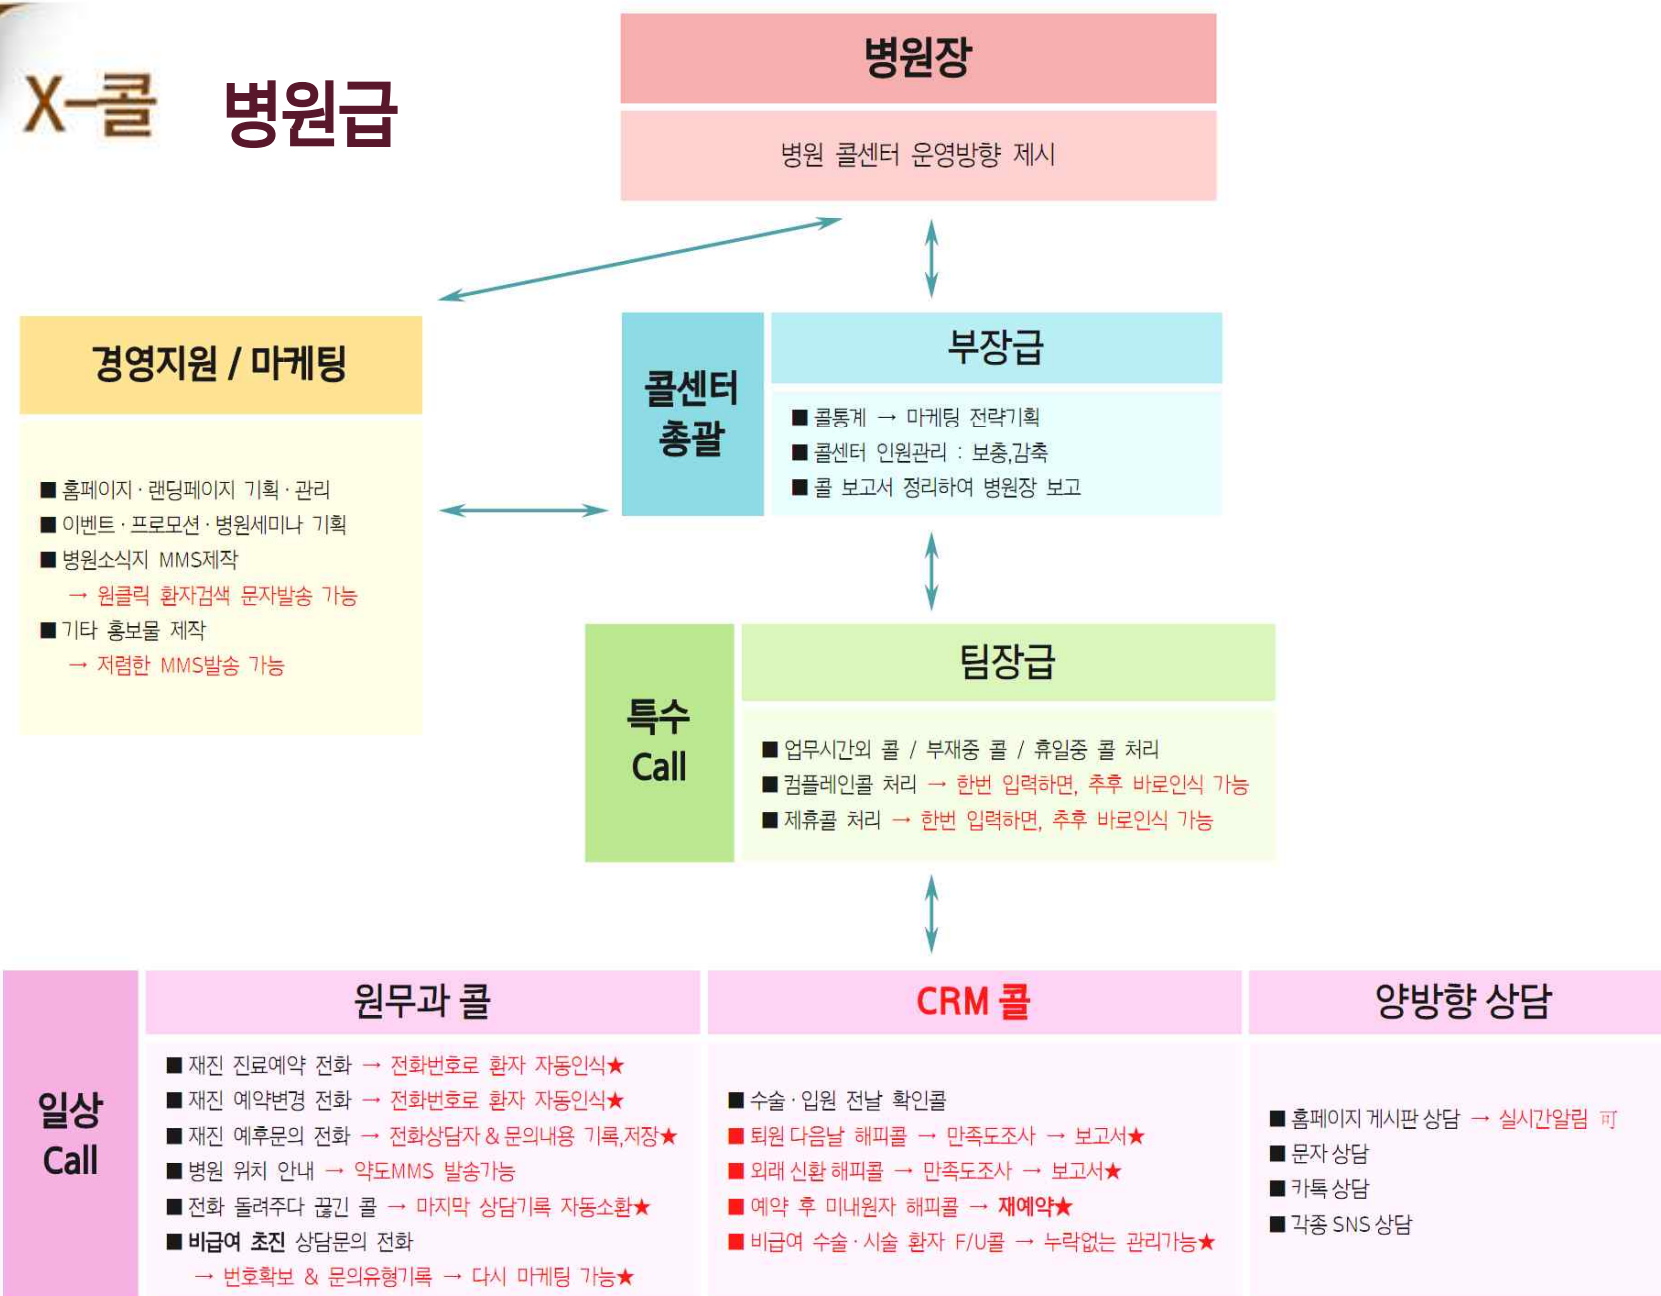 X-콜 병원급
병원장
병원 콜센터 운영방향 제시
경영지원 / 마케팅
■ 홈페이지·랜딩페이지 기획·관리
■ 이벤트·프로모션·병원세미나 기획
■ 병원소식지 MMS제작
→ 원클릭 환자검색 문자발송 가능
■ 기타 홍보물 제작
→ 저렴한 MMS발송 가능
콜센터
총괄
부장급
■ 콜통계 → 마케팅 전략기획
■ 콜센터 인원관리 : 보충,감축
■ 콜 보고서 정리하여 병원장 보고
특수
Call
팀장급
■ 업무시간외 콜 / 부재중 콜 / 휴일중 콜 처리
■ 컴플레인콜 처리 → 한번 입력하면, 추후 바로인식 가능
■ 제휴콜 처리 → 한번 입력하면, 추후 바로인식 가능
일상
Call
원무과 콜
■ 재진 진료예약 전화 → 전화번호로 환자 자동인식★
■ 재진 예약변경 전화 → 전화번호로 환자 자동인식★
■ 재진 예후문의 전화 → 전화상담자 & 문의내용 기록,저장★
■ 병원 위치 안내 → 약도MMS 발송가능
■ 전화 돌려주다 끊긴 콜 → 마지막 상담기록 자동소환★
■ 비급여 초진 상담문의 전화
→ 번호확보 & 문의유형기록 → 다시 마케팅 가능★
CRM 콜
■ 수술·입원 전날 확인콜
■ 퇴원 다음날 해피콜 → 만족도조사 → 보고서★
■ 외래 신환 해피콜 → 만족도조사 → 보고서★
■ 예약 후 미내원자 해피콜 → 재예약★
■ 비급여 수술·시술 환자 F/U콜 → 누락없는 관리가능★
양방향 상담
■ 홈페이지 게시판 상담 → 실시간알림 可
■ 문자 상담
■ 카톡 상담
■ 각종 SNS 상담